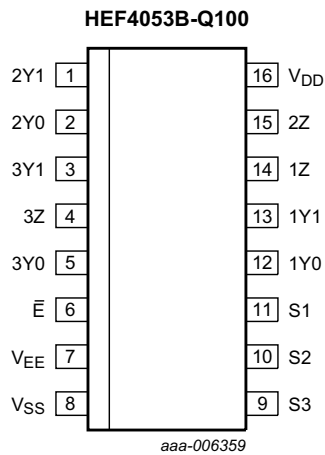 HEF4053B-Q100
2Y1 1 16 VDD
2Y0 2 15 2Z
3Y1 3 14 1Z
3Z 4 13 1Y1
3Y0 5 12 1Y0
E̅ 6 11 S1
VEE 7 10 S2
VSS 8 9 S3
aaa-006359